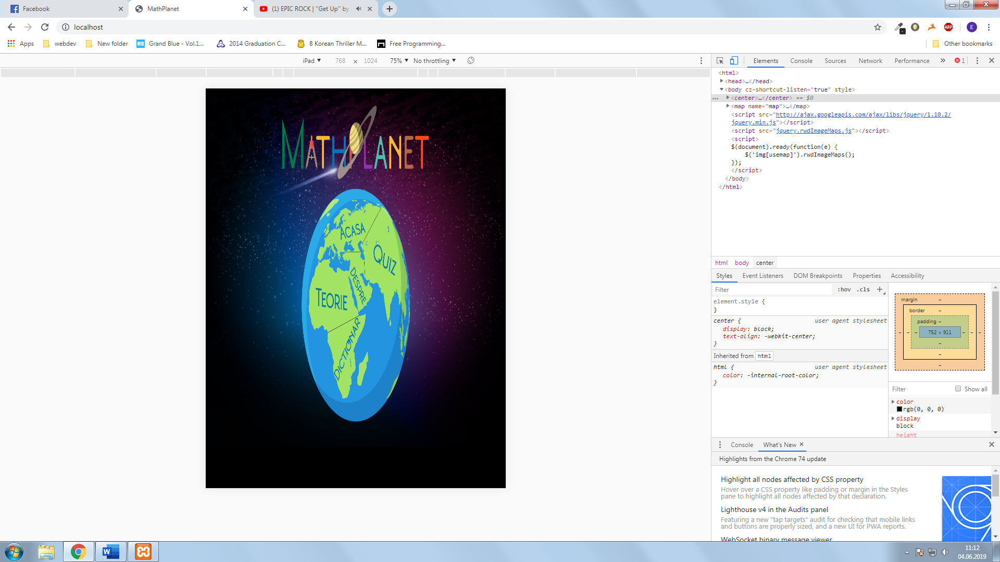 Facebook
MathPlanet
(1) EPIC ROCK | "Get Up" by
localhost
ABP
E
Apps
webdev
New folder
MR
Grand Blue - Vol.1...
2014 Graduation C...
8 Korean Thriller M...
Free Programming...
Other bookmarks
iPad ▼ 768 × 1024 75% ▼ No throttling ▼
Elements Console Sources Network Performance » 1
MATHPLANET
ACASA
QUIZ
DESPRE
TEORIE
DICTIONAR
<html>
<head>…</head>
<body cz-shortcut-listen="true" style>
<center>…</center> == $0
<map name="map">…</map>
<script src="http://ajax.googleapis.com/ajax/libs/jquery/1.10.2/
jquery.min.js"></script>
<script src="jquery.rwdImageMaps.js"></script>
<script>
$(document).ready(function(e) {
$('img[usemap]').rwdImageMaps();
});
</script>
</body>
</html>
html body center
Styles Event Listeners DOM Breakpoints Properties Accessibility
Filter :hov .cls +
element.style {
}
center { user agent stylesheet
display: block;
text-align: -webkit-center;
}
Inherited from html
html { user agent stylesheet
color: -internal-root-color;
}
margin –
border –
padding –
– – – 752 × 911 – – –
–
–
–
Filter Show all
color
rgb(0, 0, 0)
display
block
height
Console What's New
Highlights from the Chrome 74 update
Highlight all nodes affected by CSS property
Hover over a CSS property like padding or margin in the Styles
pane to highlight all nodes affected by that declaration.
Lighthouse v4 in the Audits panel
Featuring a new "tap targets" audit for checking that mobile links
and buttons are properly sized, and a new UI for PWA reports.
WebSocket binary message viewer
W
11:12
04.06.2019